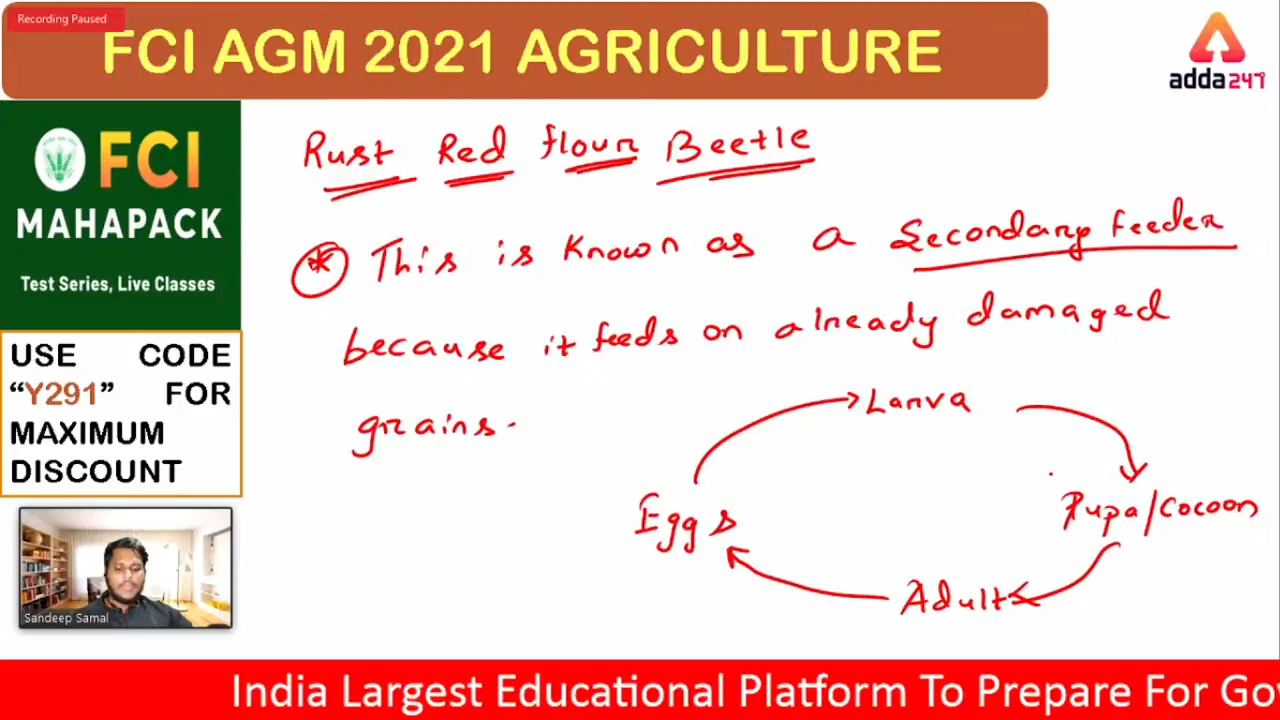 Recording Paused
FCI AGM 2021 AGRICULTURE
adda247
FCI
MAHAPACK
Test Series, Live Classes
USE CODE
“Y291” FOR
MAXIMUM
DISCOUNT
Sandeep Samal
Rust Red flour Beetle
* This is known as a Secondary feeder
because it feeds on already damaged
grains.
Larva
Eggs
Pupa/Cocoon
Adult
India Largest Educational Platform To Prepare For Go